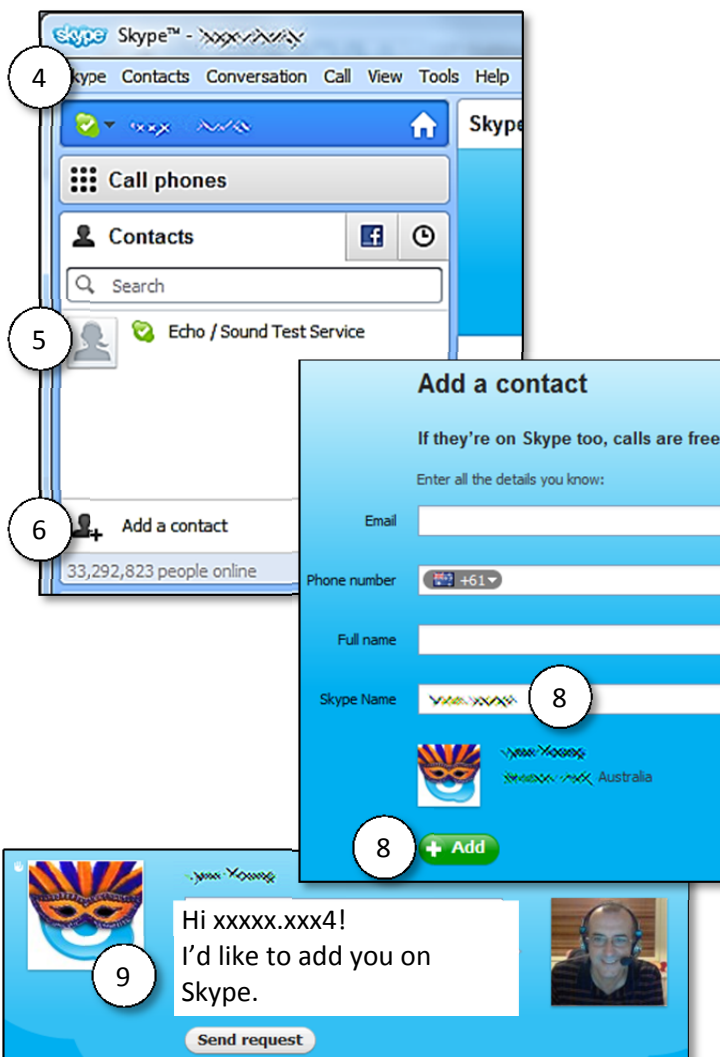 Skype™ -
4
Skype Contacts Conversation Call View Tools Help
Skype
Call phones
Contacts
Search
5
Echo / Sound Test Service
6
Add a contact
33,292,823 people online
Add a contact
If they're on Skype too, calls are free
Enter all the details you know:
Email
Phone number +61
Full name
Skype Name
8
Australia
8
+ Add
Hi xxxxx.xxx4!
I'd like to add you on
Skype.
9
Send request